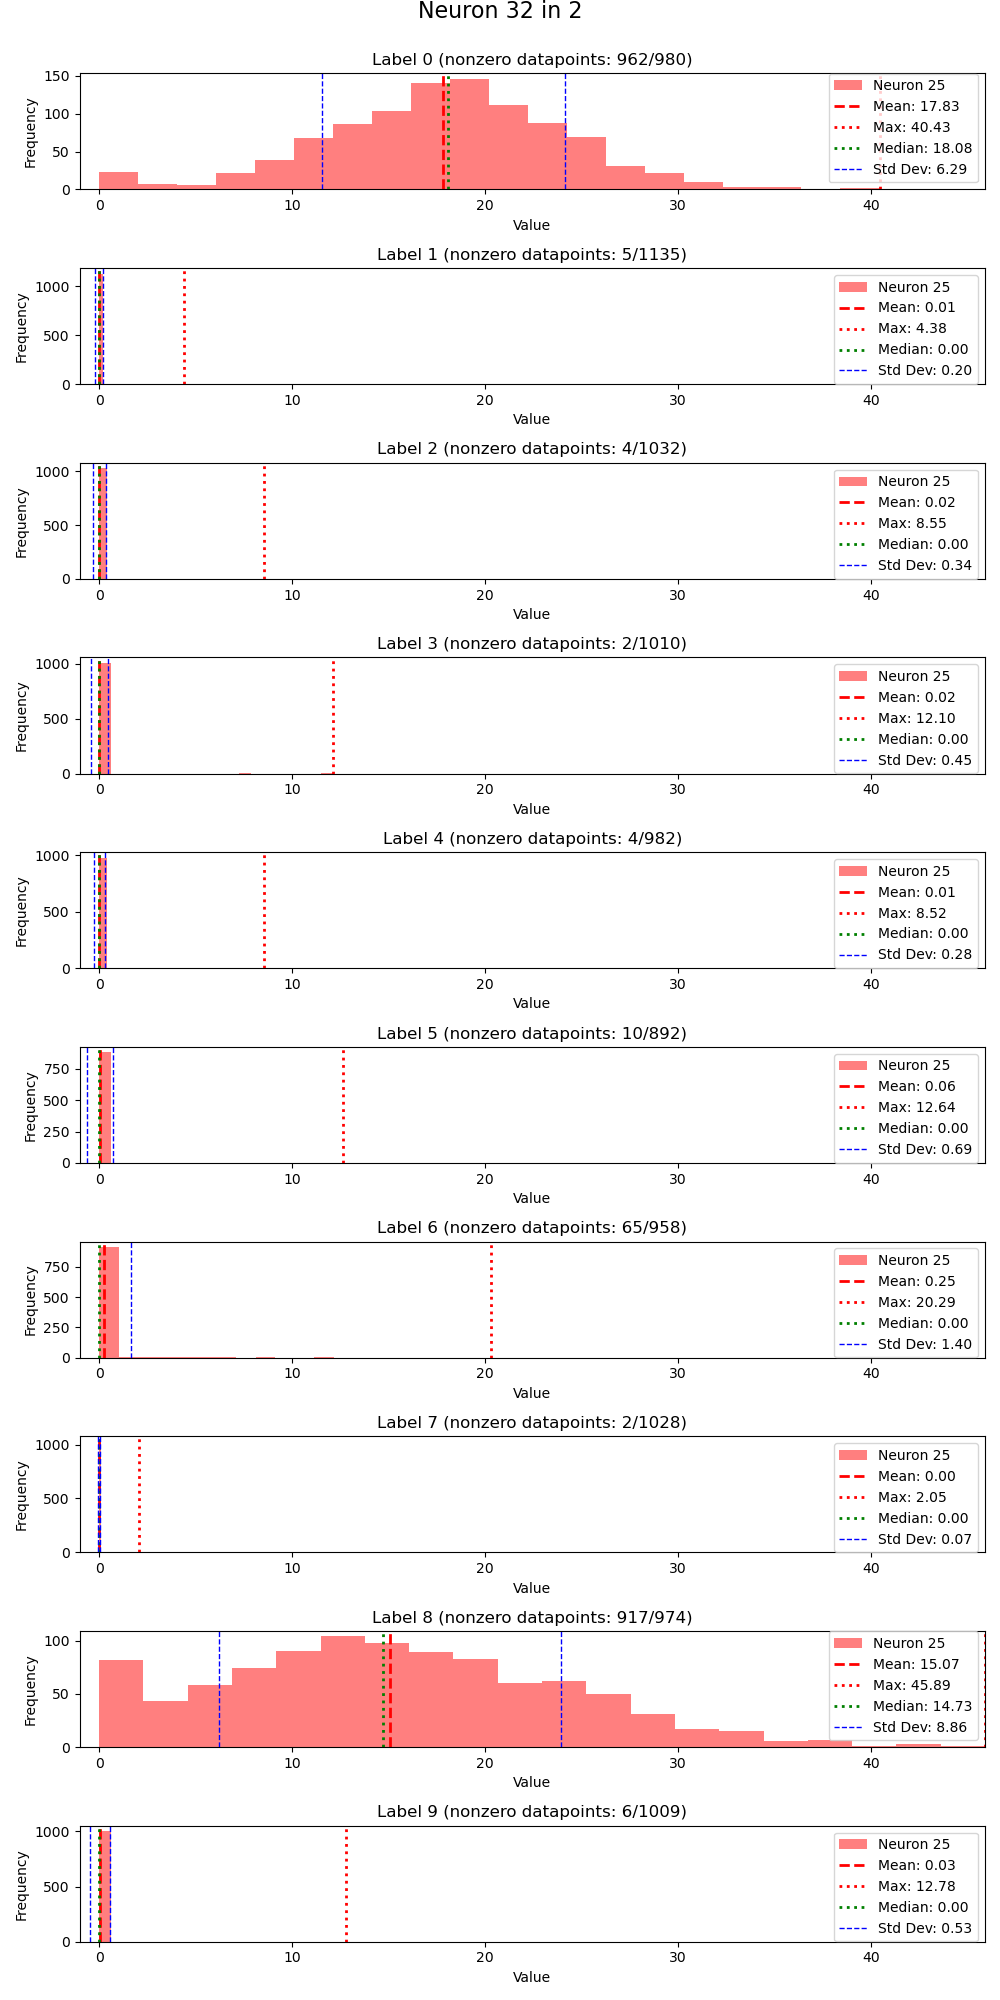 Neuron 32 in 2
Label 0 (nonzero datapoints: 962/980)
Frequency
150
100
50
0
0 10 20 30 40
Value
Neuron 25
Mean: 17.83
Max: 40.43
Median: 18.08
Std Dev: 6.29
Label 1 (nonzero datapoints: 5/1135)
Frequency
1000
500
0
0 10 20 30 40
Value
Neuron 25
Mean: 0.01
Max: 4.38
Median: 0.00
Std Dev: 0.20
Label 2 (nonzero datapoints: 4/1032)
Frequency
1000
500
0
0 10 20 30 40
Value
Neuron 25
Mean: 0.02
Max: 8.55
Median: 0.00
Std Dev: 0.34
Label 3 (nonzero datapoints: 2/1010)
Frequency
1000
500
0
0 10 20 30 40
Value
Neuron 25
Mean: 0.02
Max: 12.10
Median: 0.00
Std Dev: 0.45
Label 4 (nonzero datapoints: 4/982)
Frequency
1000
500
0
0 10 20 30 40
Value
Neuron 25
Mean: 0.01
Max: 8.52
Median: 0.00
Std Dev: 0.28
Label 5 (nonzero datapoints: 10/892)
Frequency
750
500
250
0
0 10 20 30 40
Value
Neuron 25
Mean: 0.06
Max: 12.64
Median: 0.00
Std Dev: 0.69
Label 6 (nonzero datapoints: 65/958)
Frequency
750
500
250
0
0 10 20 30 40
Value
Neuron 25
Mean: 0.25
Max: 20.29
Median: 0.00
Std Dev: 1.40
Label 7 (nonzero datapoints: 2/1028)
Frequency
1000
500
0
0 10 20 30 40
Value
Neuron 25
Mean: 0.00
Max: 2.05
Median: 0.00
Std Dev: 0.07
Label 8 (nonzero datapoints: 917/974)
Frequency
100
50
0
0 10 20 30 40
Value
Neuron 25
Mean: 15.07
Max: 45.89
Median: 14.73
Std Dev: 8.86
Label 9 (nonzero datapoints: 6/1009)
Frequency
1000
500
0
0 10 20 30 40
Value
Neuron 25
Mean: 0.03
Max: 12.78
Median: 0.00
Std Dev: 0.53